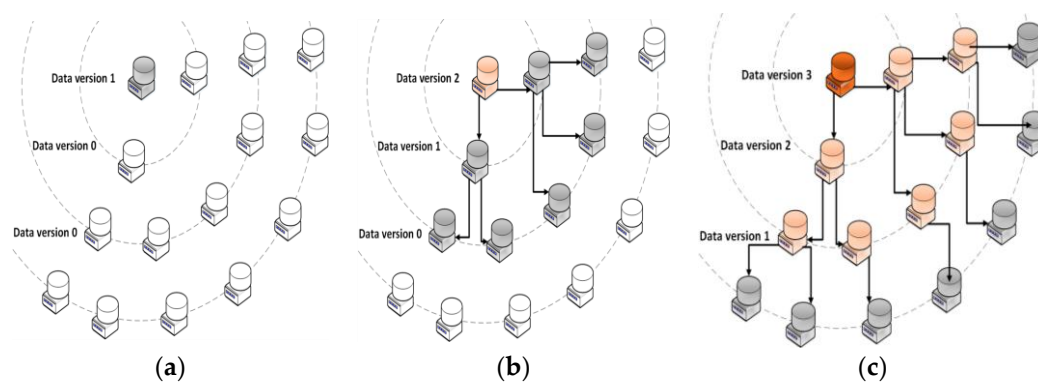 Data version 1
Data version 0
Data version 0
(a)
Data version 2
Data version 1
Data version 0
(b)
Data version 3
Data version 2
Data version 1
(c)